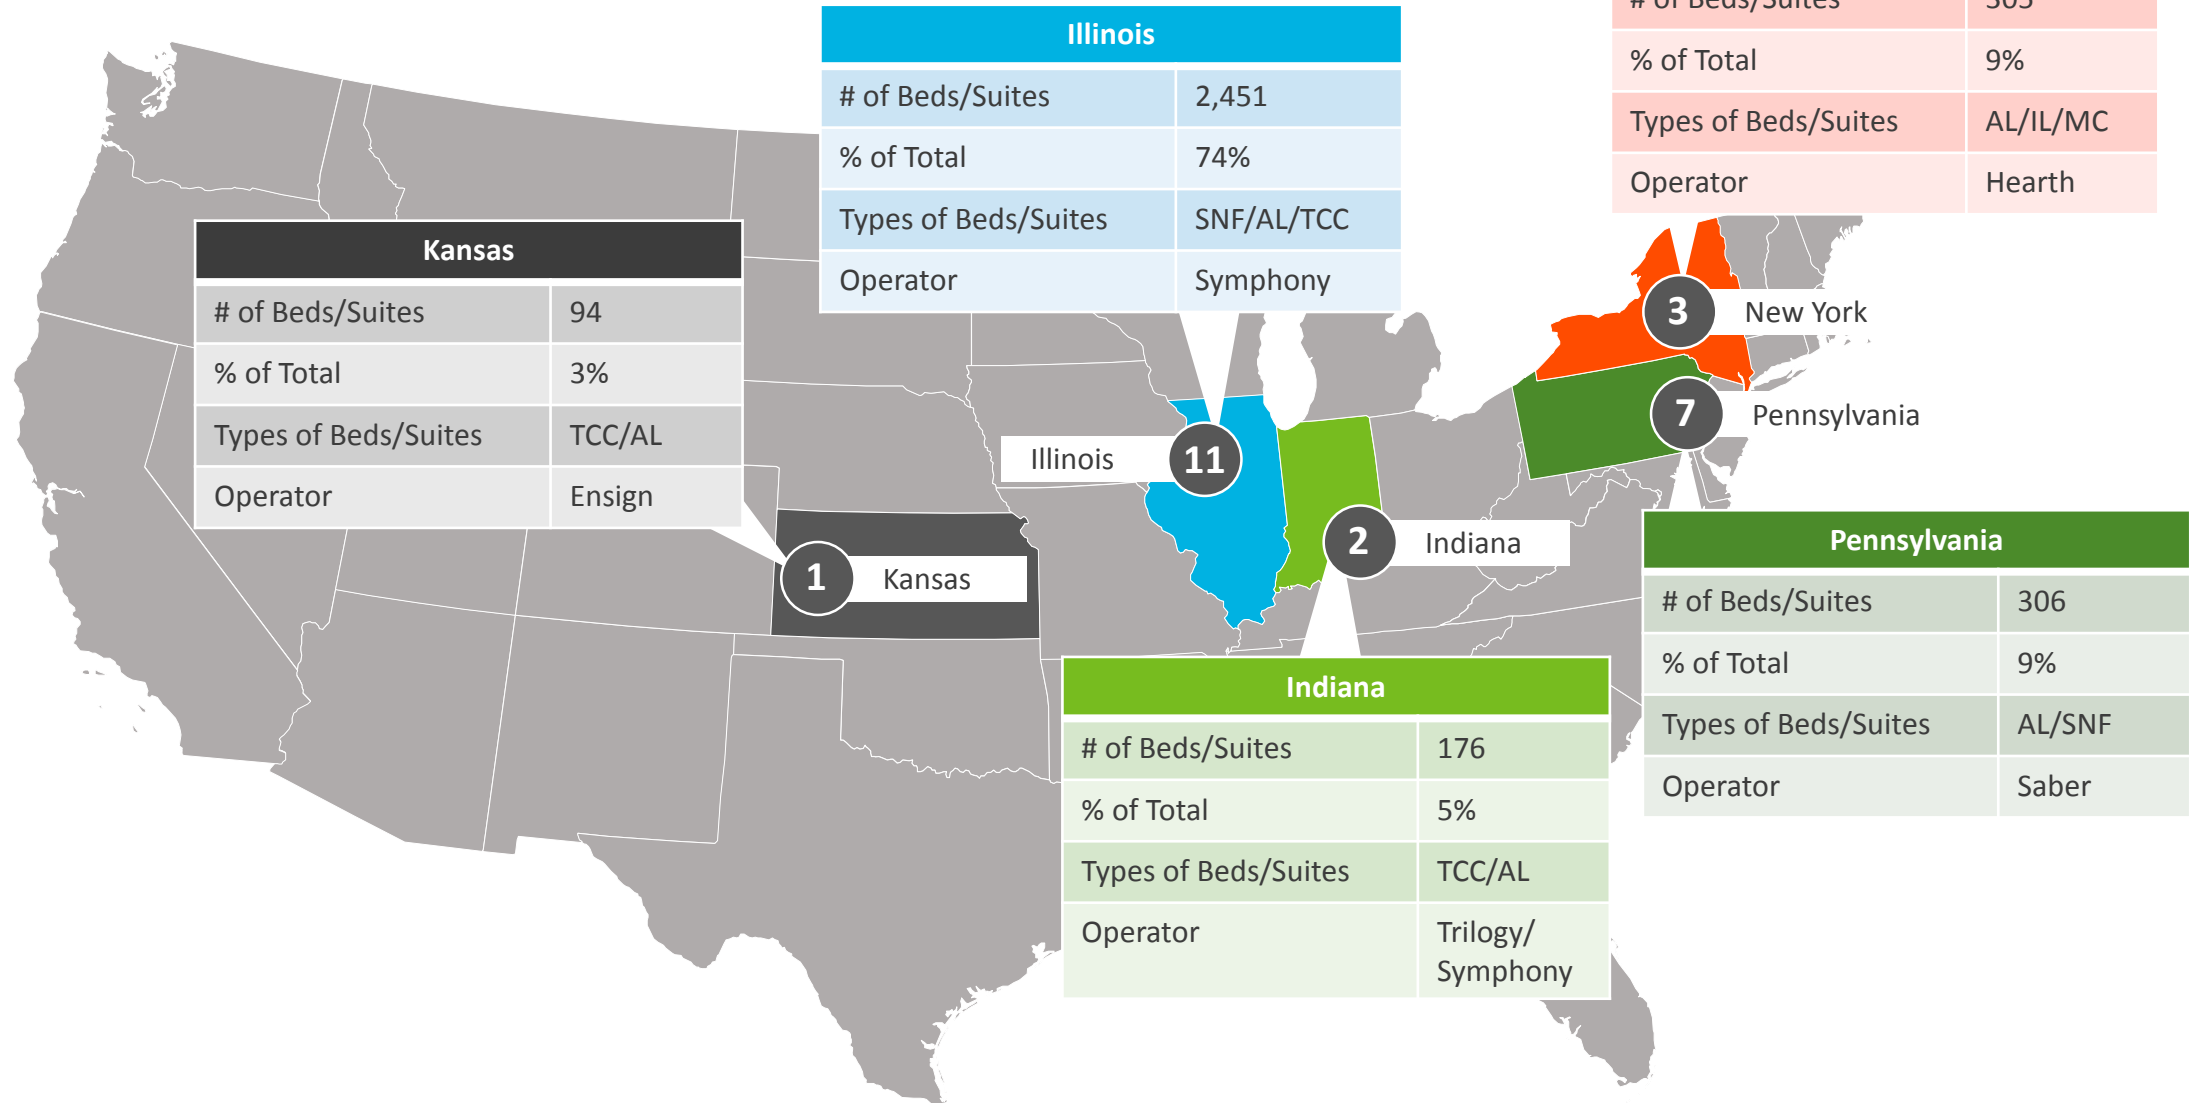 Illinois
# of Beds/Suites 2,451
% of Total 74%
Types of Beds/Suites SNF/AL/TCC
Operator Symphony
# of Beds/Suites 305
% of Total 9%
Types of Beds/Suites AL/IL/MC
Operator Hearth
Kansas
# of Beds/Suites 94
% of Total 3%
Types of Beds/Suites TCC/AL
Operator Ensign
3 New York
7 Pennsylvania
Illinois 11
2 Indiana
1 Kansas
Pennsylvania
# of Beds/Suites 306
% of Total 9%
Types of Beds/Suites AL/SNF
Operator Saber
Indiana
# of Beds/Suites 176
% of Total 5%
Types of Beds/Suites TCC/AL
Operator Trilogy/
Symphony